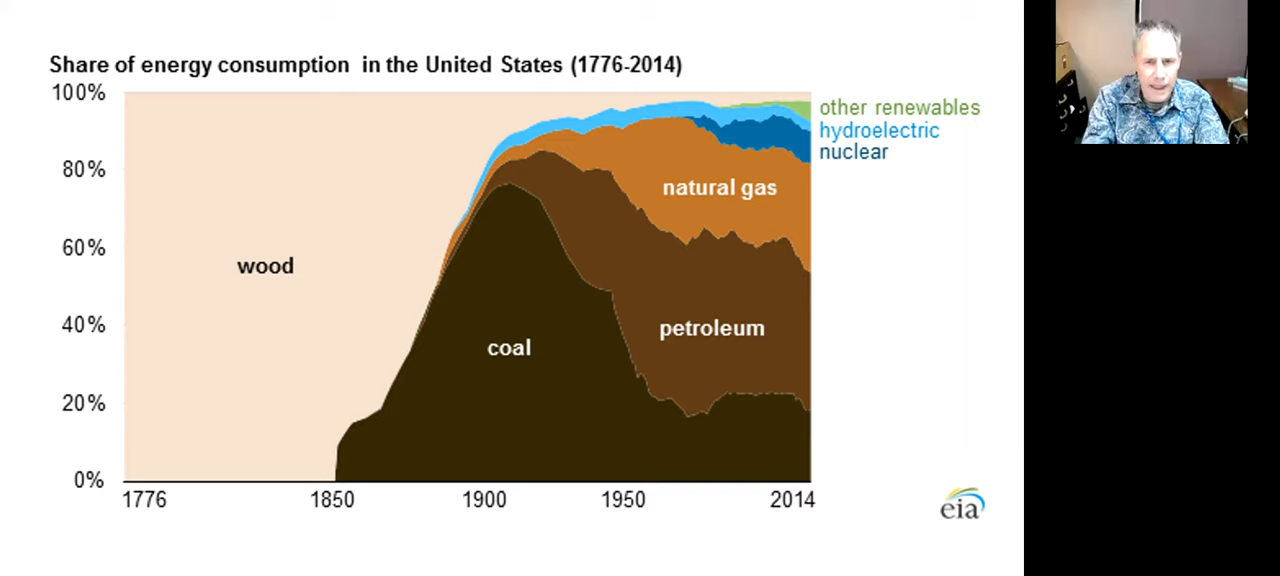 Share of energy consumption in the United States (1776-2014)
100%
80%
60%
40%
20%
0%
wood
coal
natural gas
petroleum
other renewables
hydroelectric
nuclear
1776 1850 1900 1950 2014
eia